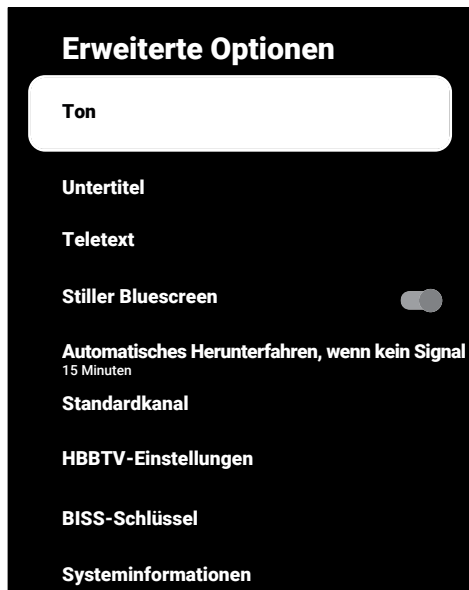 Erweiterte Optionen
Ton
Untertitel
Teletext
Stiller Bluescreen
Automatisches Herunterfahren, wenn kein Signal
15 Minuten
Standardkanal
HBBTV-Einstellungen
BISS-Schlüssel
Systeminformationen